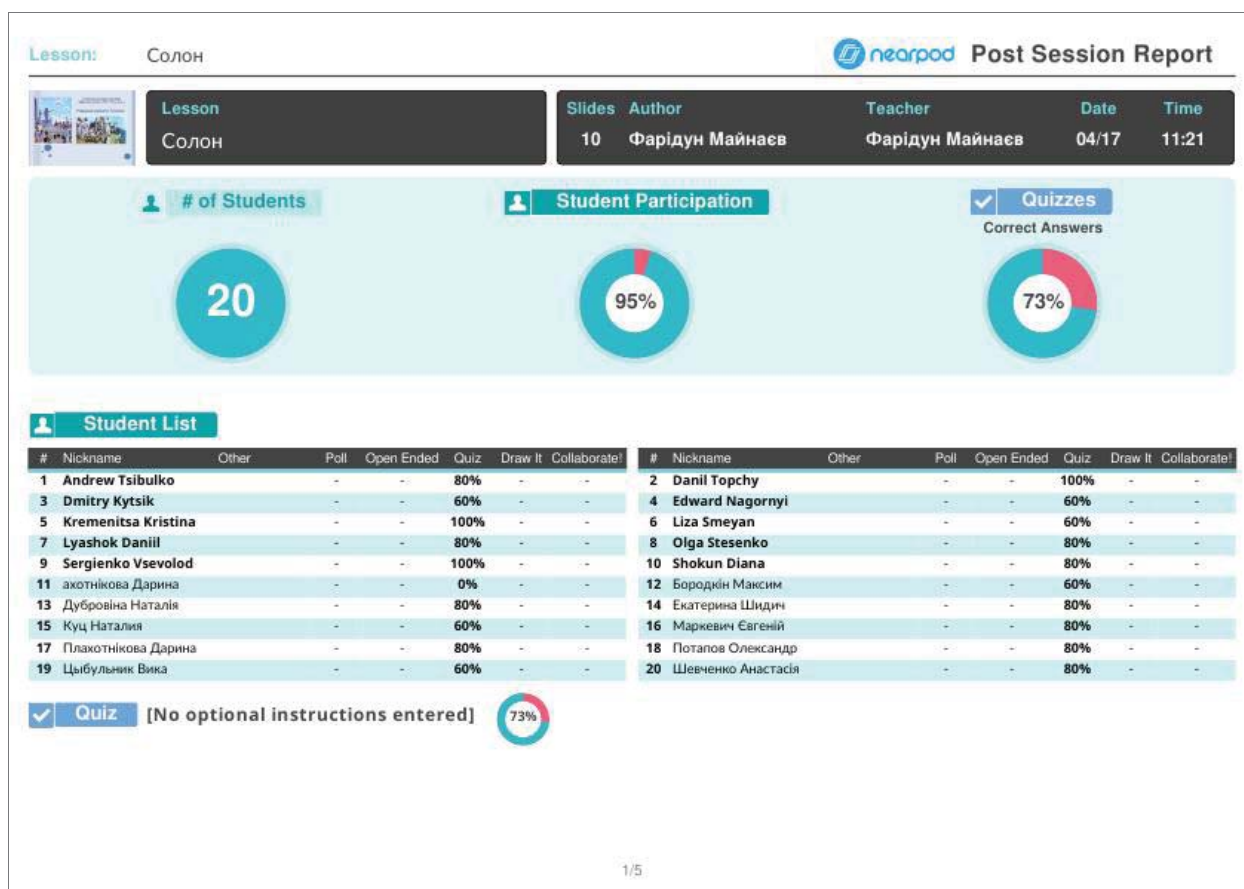 Lesson: Солон nearpod Post Session Report
Lesson Slides Author Teacher Date Time
Солон 10 Фарідун Майнаєв Фарідун Майнаєв 04/17 11:21
# of Students Student Participation Quizzes
Correct Answers
20 95% 73%
Student List
# Nickname Other Poll Open Ended Quiz Draw It Collaborate! # Nickname Other Poll Open Ended Quiz Draw It Collaborate!
1 Andrew Tsibulko - - 80% - - 2 Danil Topchy - - 100% - -
3 Dmitry Kytsik - - 60% - - 4 Edward Nagornyi - - 60% - -
5 Kremenitsa Kristina - - 100% - - 6 Liza Smeyan - - 60% - -
7 Lyashok Daniil - - 80% - - 8 Olga Stesenko - - 80% - -
9 Sergienko Vsevolod - - 100% - - 10 Shokun Diana - - 80% - -
11 ахотнікова Дарина - - 0% - - 12 Бородкін Максим - - 60% - -
13 Дубровіна Наталія - - 80% - - 14 Екатерина Шидич - - 80% - -
15 Куц Наталия - - 60% - - 16 Маркевич Євгеній - - 80% - -
17 Плахотнікова Дарина - - 80% - - 18 Потапов Олександр - - 80% - -
19 Цыбульник Вика - - 60% - - 20 Шевченко Анастасія - - 80% - -
Quiz [No optional instructions entered] 73%
1/5